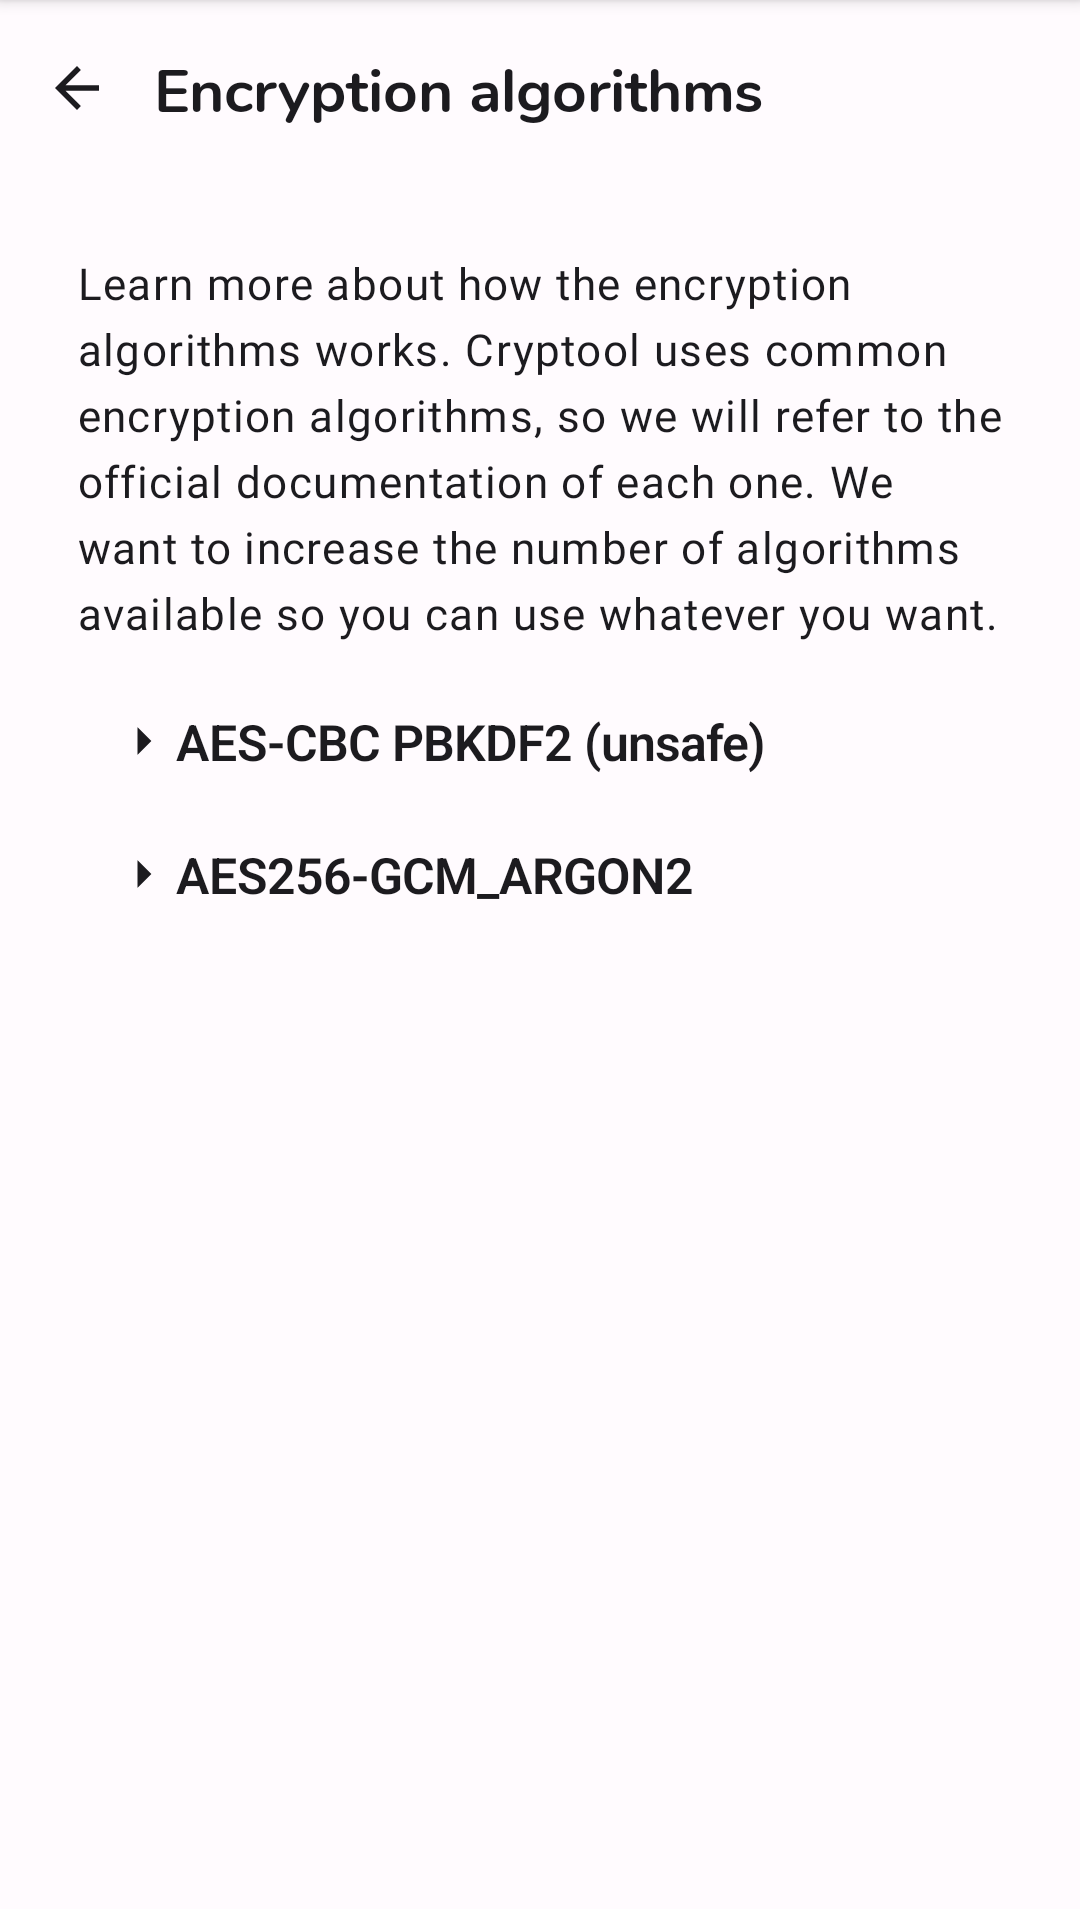 Encryption algorithms
Learn more about how the encryption
algorithms works. Cryptool uses common
encryption algorithms, so we will refer to the
official documentation of each one. We
want to increase the number of algorithms
available so you can use whatever you want.
AES-CBC PBKDF2 (unsafe)
AES256-GCM_ARGON2